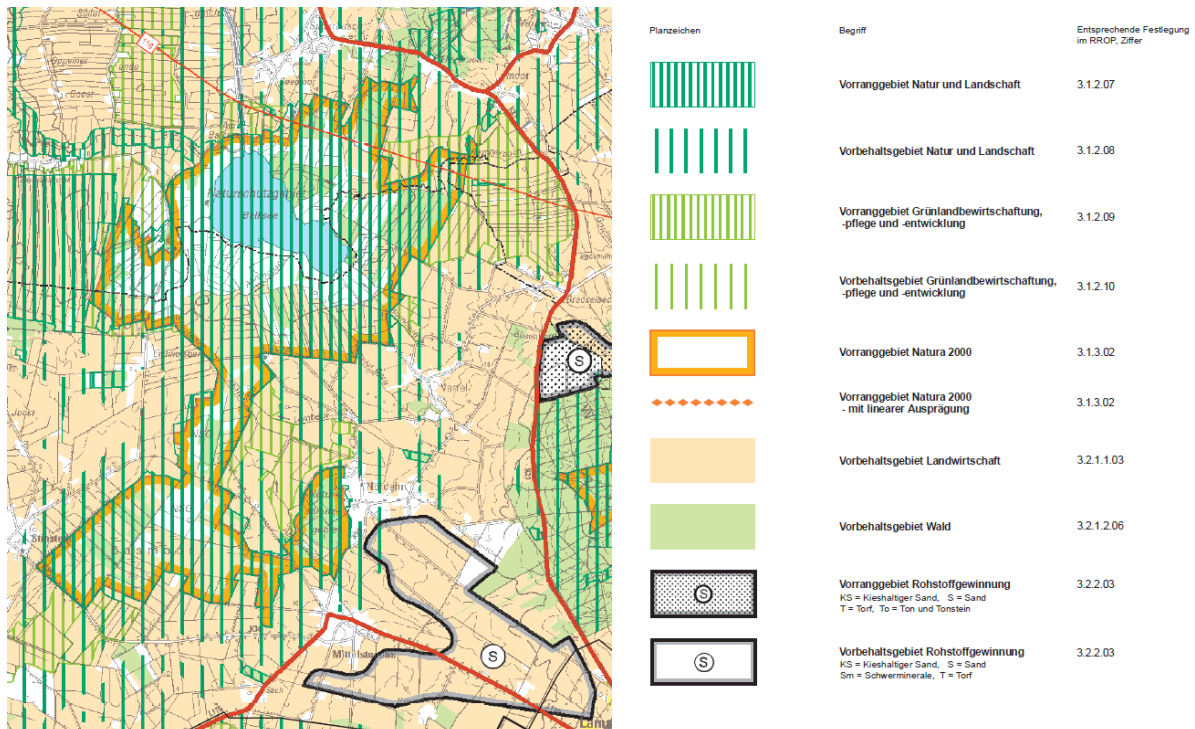 Planzeichen
Begriff
Entsprechende Festlegung
im RROP, Ziffer
Vorranggebiet Natur und Landschaft
3.1.2.07
Vorbehaltsgebiet Natur und Landschaft
3.1.2.08
Vorranggebiet Grünlandbewirtschaftung,
-pflege und -entwicklung
3.1.2.09
Vorbehaltsgebiet Grünlandbewirtschaftung,
-pflege und -entwicklung
3.1.2.10
Vorranggebiet Natura 2000
3.1.3.02
Vorranggebiet Natura 2000
- mit linearer Ausprägung
3.1.3.02
Vorbehaltsgebiet Landwirtschaft
3.2.1.1.03
Vorbehaltsgebiet Wald
3.2.1.2.06
S
Vorranggebiet Rohstoffgewinnung
KS = Kieshaltiger Sand, S = Sand
T = Torf, To = Ton und Tonstein
3.2.2.03
S
Vorbehaltsgebiet Rohstoffgewinnung
KS = Kieshaltiger Sand, S = Sand
Sm = Schwerminerale, T = Torf
3.2.2.03
110
Naturschutzgebiet
Balksee
S
Varrel
Nordahn
S